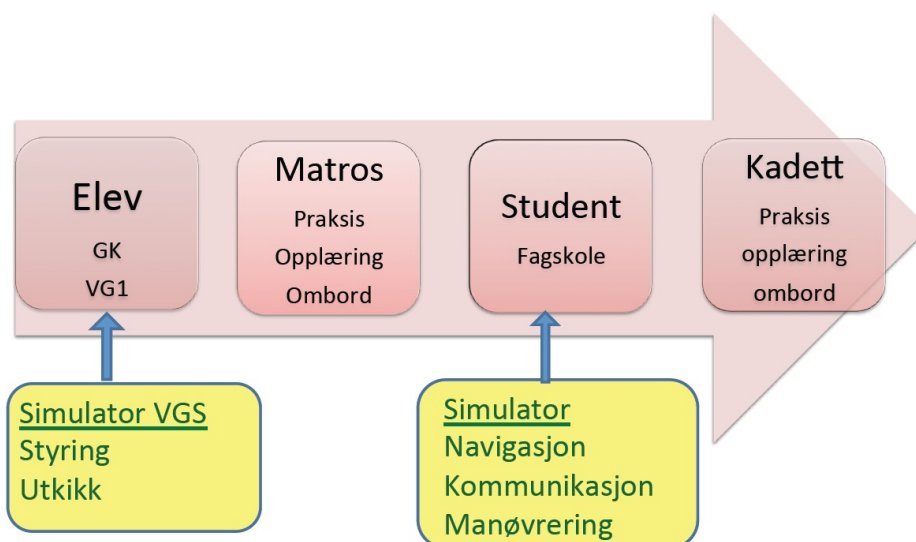 Elev
GK
VG1
Matros
Praksis
Opplæring
Ombord
Student
Fagskole
Kadett
Praksis
opplæring
ombord
Simulator VGS
Styring
Utkikk
Simulator
Navigasjon
Kommunikasjon
Manøvrering